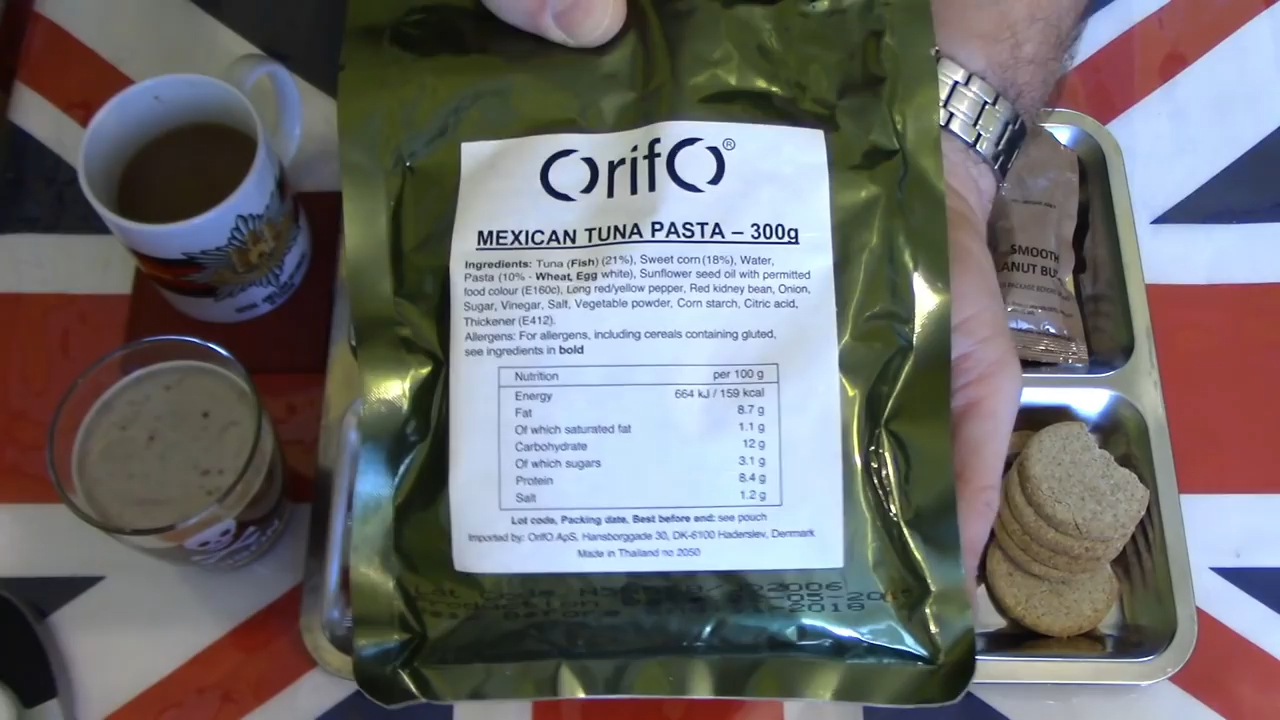 OrifO®
MEXICAN TUNA PASTA – 300g
Ingredients: Tuna (Fish) (21%), Sweet corn (18%), Water,
Pasta (10% - Wheat, Egg white), Sunflower seed oil with permitted
food colour (E160c), Long red/yellow pepper, Red kidney bean, Onion,
Sugar, Vinegar, Salt, Vegetable powder, Corn starch, Citric acid,
Thickener (E412).
Allergens: For allergens, including cereals containing gluted,
see ingredients in bold
Nutrition per 100 g
Energy 664 kJ / 159 kcal
Fat 8.7 g
Of which saturated fat 1.1 g
Carbohydrate 12 g
Of which sugars 3.1 g
Protein 8.4 g
Salt 1.2 g
Lot code, Packing date, Best before end: see pouch
Imported by: OrifO ApS, Hansborggade 30, DK-6100 Haderslev, Denmark
Made in Thailand no 2050
Lot Code.
Production
2018
SMOOTH